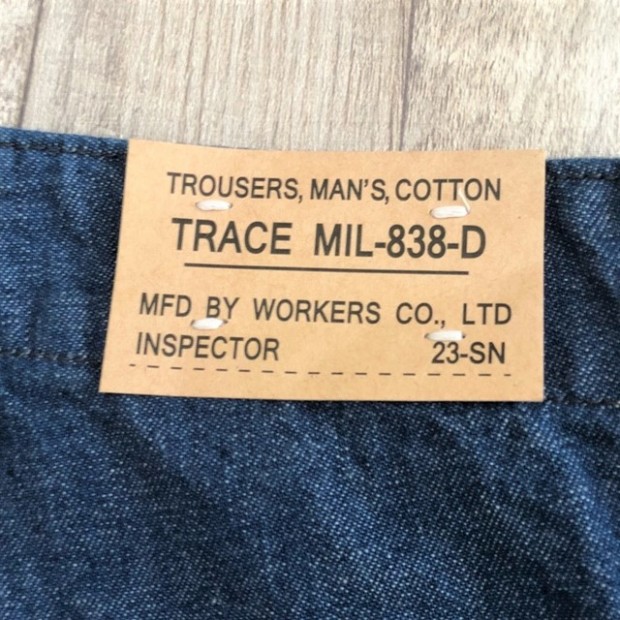 TROUSERS, MAN'S, COTTON
TRACE MIL-838-D
MFD BY WORKERS CO., LTD
INSPECTOR 23-SN